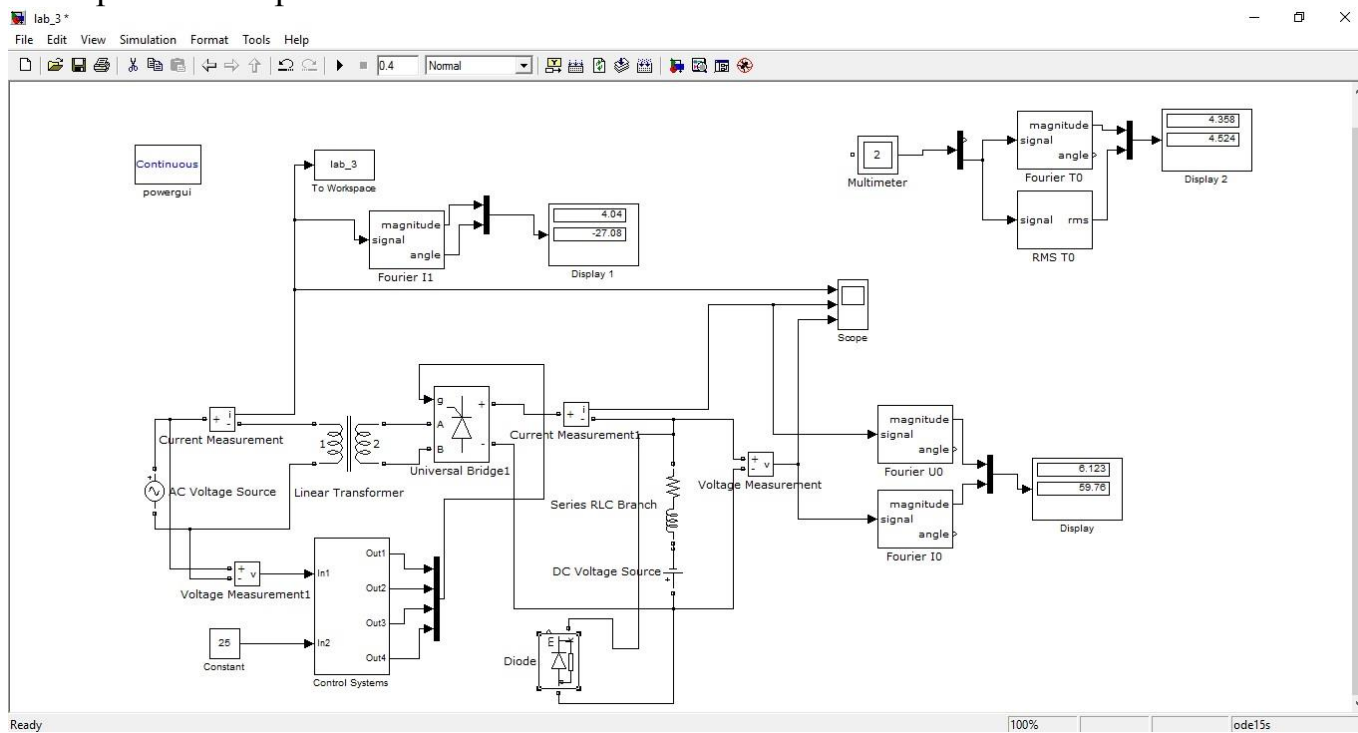 lab_3 *
File Edit View Simulation Format Tools Help
0.4 Normal
Continuous
powergui
lab_3
To Workspace
magnitude
signal
angle
Fourier I1
4.04
-27.08
Display 1
2
Multimeter
magnitude
signal
angle
Fourier T0
signal rms
RMS T0
4.358
4.524
Display 2
Scope
i
+
-
Current Measurement
AC Voltage Source
1 2
Linear Transformer
g
A
B
+
-
Universal Bridge1
i
+
-
Current Measurement1
Series RLC Branch
DC Voltage Source
+
+
-
v
Voltage Measurement
magnitude
signal
angle
Fourier U0
magnitude
signal
angle
Fourier I0
6.123
59.76
Display
+
-
v
Voltage Measurement1
25
Constant
In1
In2
Out1
Out2
Out3
Out4
Control Systems
Diode
Ready 100% ode15s